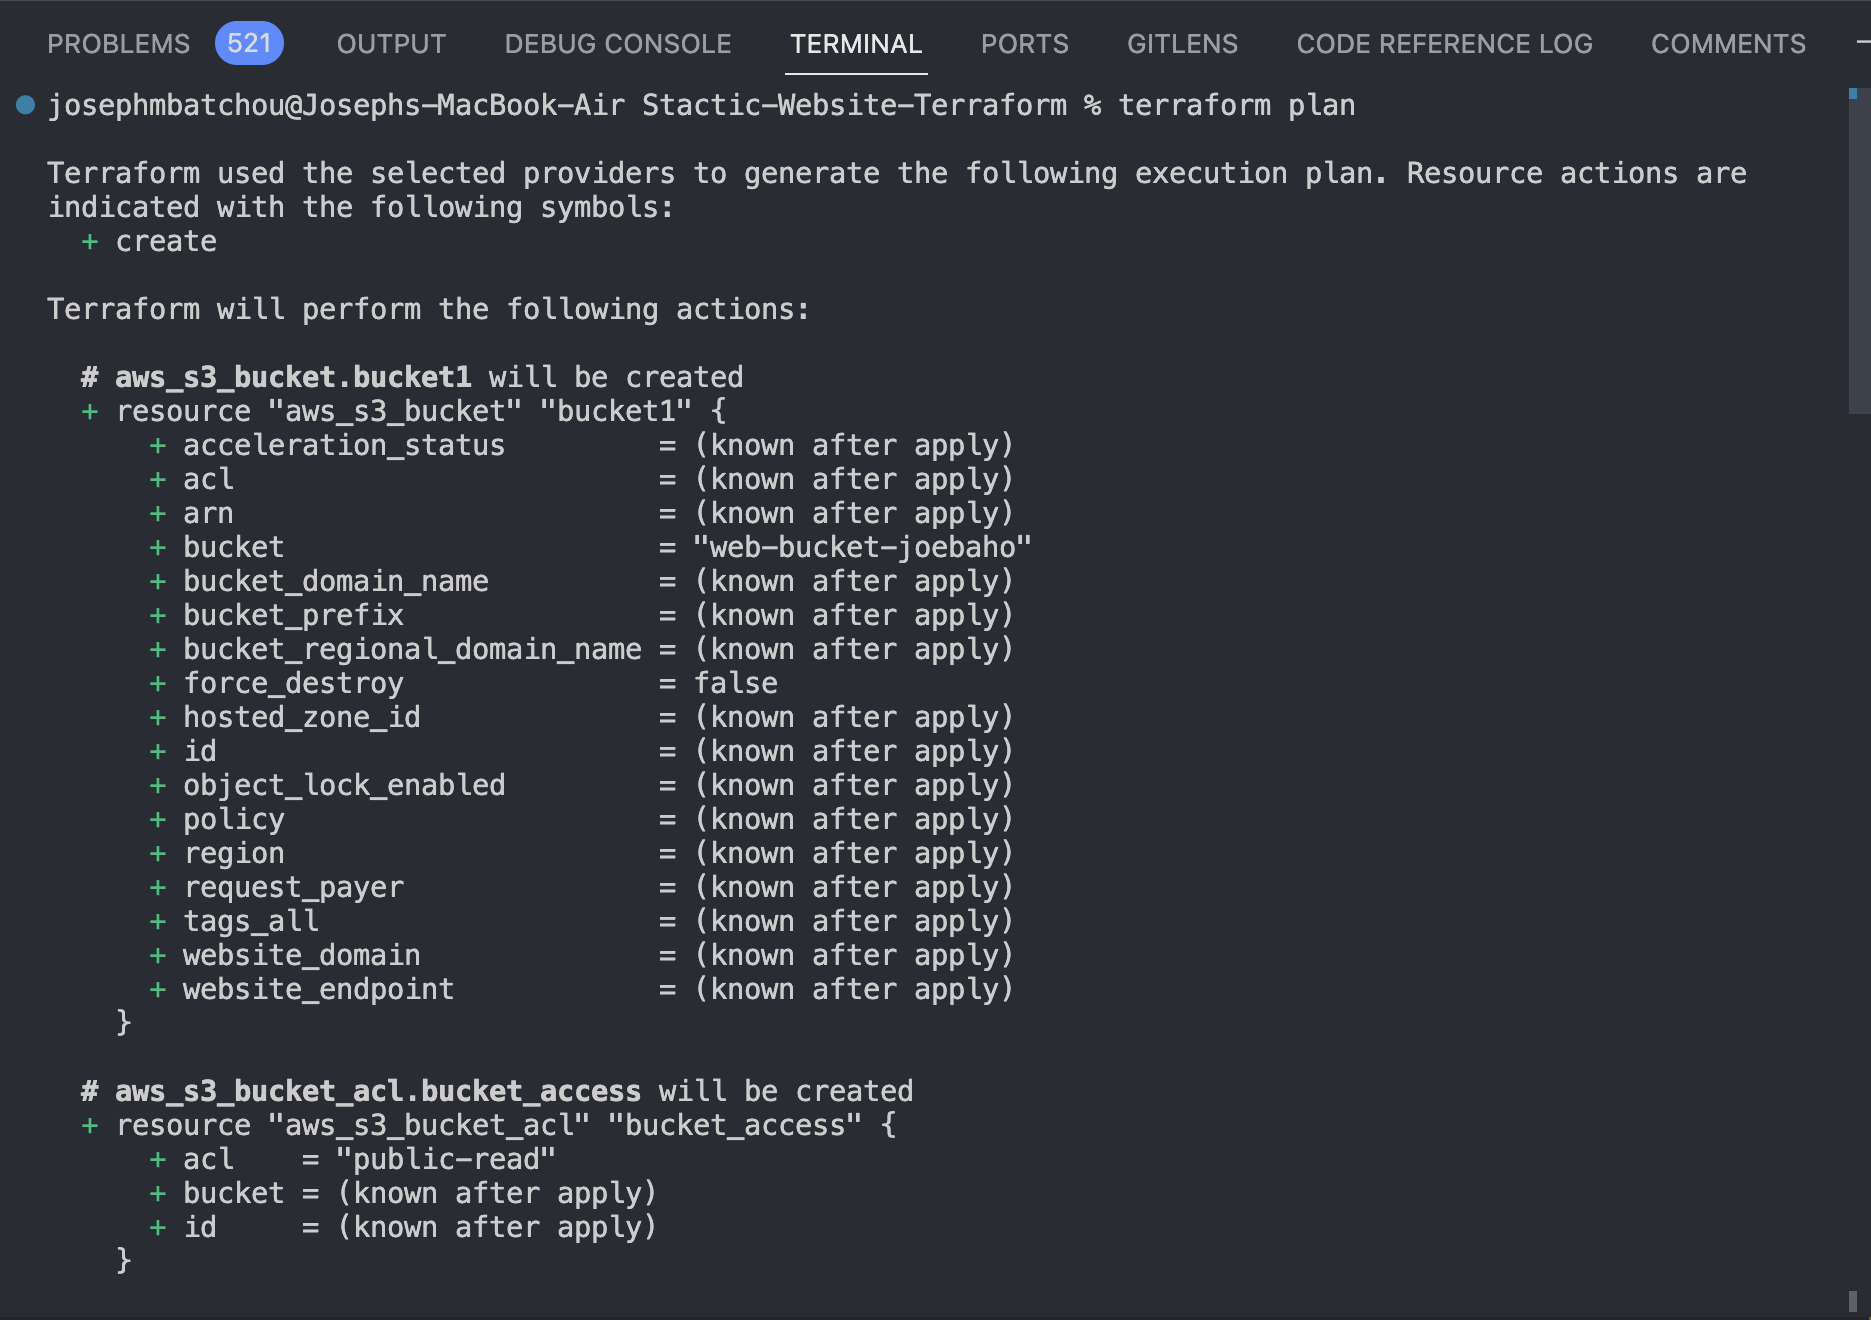 PROBLEMS 521 OUTPUT DEBUG CONSOLE TERMINAL PORTS GITLENS CODE REFERENCE LOG COMMENTS
josephmbatchou@Josephs-MacBook-Air Stactic-Website-Terraform % terraform plan
Terraform used the selected providers to generate the following execution plan. Resource actions are
indicated with the following symbols:
+ create
Terraform will perform the following actions:
# aws_s3_bucket.bucket1 will be created
+ resource "aws_s3_bucket" "bucket1" {
+ acceleration_status = (known after apply)
+ acl = (known after apply)
+ arn = (known after apply)
+ bucket = "web-bucket-joebaho"
+ bucket_domain_name = (known after apply)
+ bucket_prefix = (known after apply)
+ bucket_regional_domain_name = (known after apply)
+ force_destroy = false
+ hosted_zone_id = (known after apply)
+ id = (known after apply)
+ object_lock_enabled = (known after apply)
+ policy = (known after apply)
+ region = (known after apply)
+ request_payer = (known after apply)
+ tags_all = (known after apply)
+ website_domain = (known after apply)
+ website_endpoint = (known after apply)
}
# aws_s3_bucket_acl.bucket_access will be created
+ resource "aws_s3_bucket_acl" "bucket_access" {
+ acl = "public-read"
+ bucket = (known after apply)
+ id = (known after apply)
}